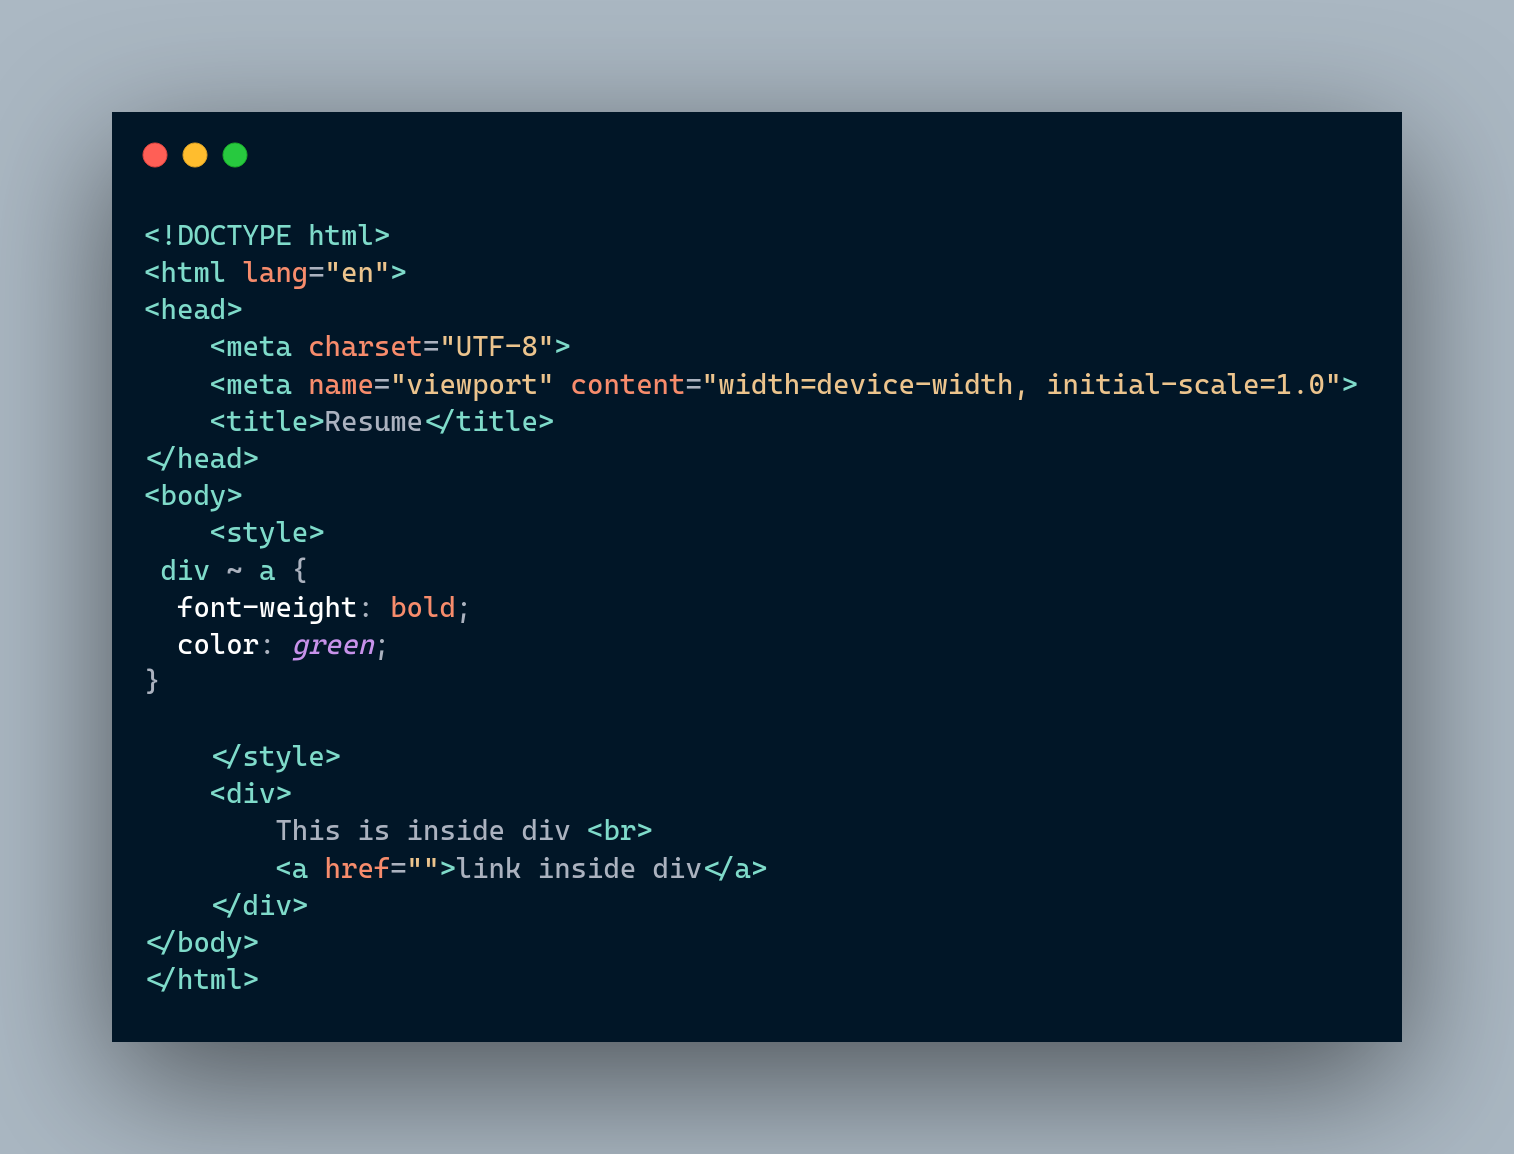 <!DOCTYPE html>
<html lang="en">
<head>
    <meta charset="UTF-8">
    <meta name="viewport" content="width=device-width, initial-scale=1.0">
    <title>Resume</title>
</head>
<body>
    <style>
 div ~ a {
  font-weight: bold;
  color: green;
}

    </style>
    <div>
        This is inside div <br>
        <a href="">link inside div</a>
    </div>
</body>
</html>